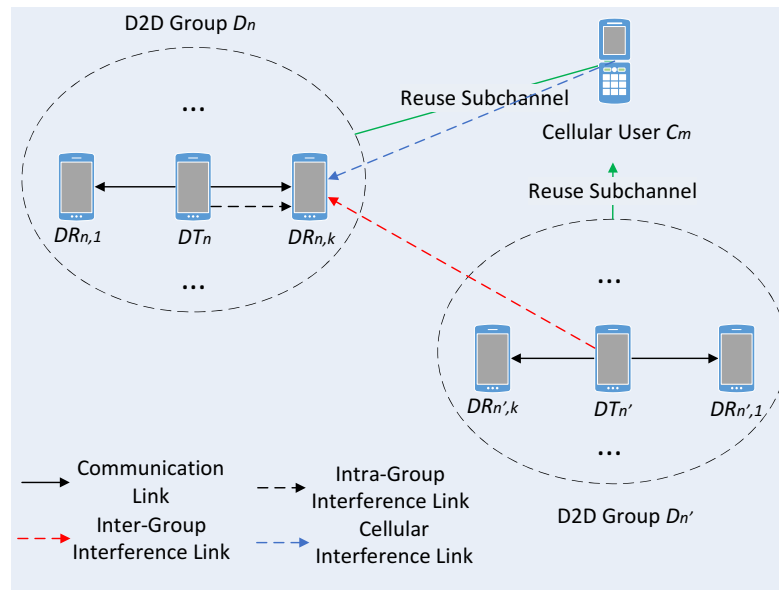 D2D Group Dn
...
Reuse Subchannel
Cellular User Cm
DRn,1
DTn
DRn,k
...
Reuse Subchannel
...
DRn',k
DTn'
DRn',1
...
D2D Group Dn'
Communication
Link
Intra-Group
Interference Link
Inter-Group
Interference Link
Cellular
Interference Link